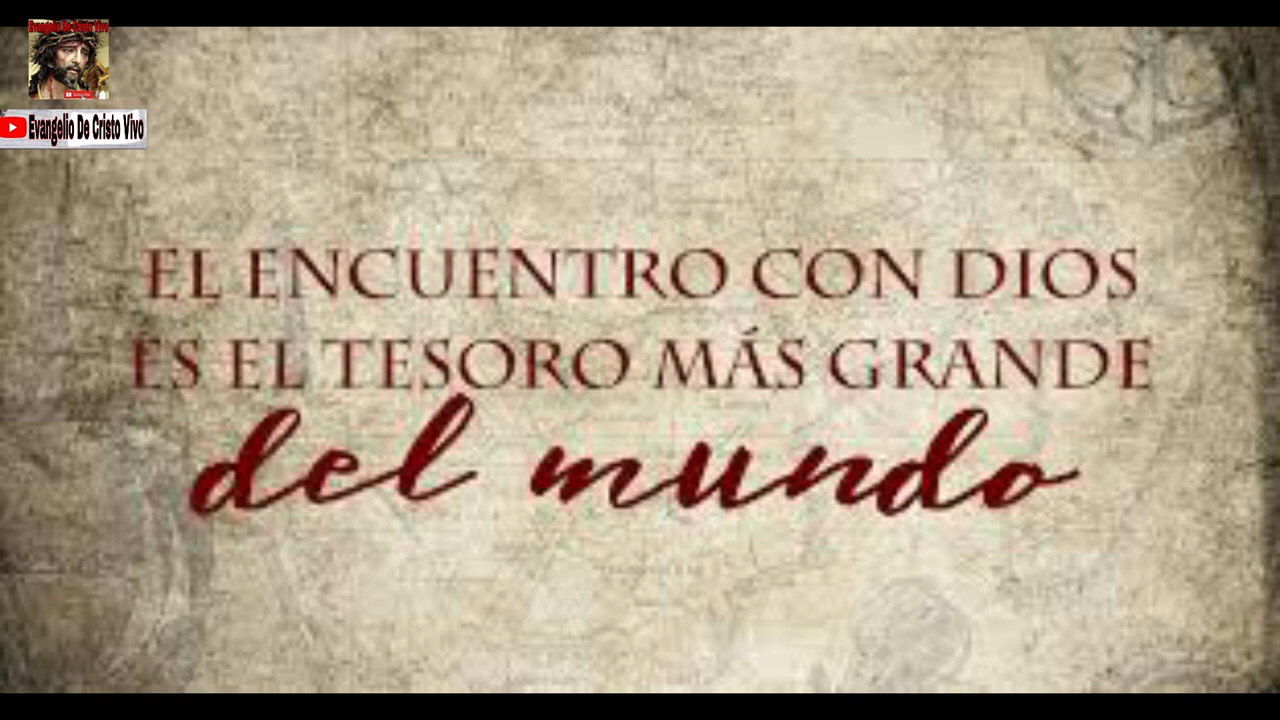 Evangelio De Cristo Vivo
Evangelio De Cristo Vivo
EL ENCUENTRO CON DIOS
ES EL TESORO MÁS GRANDE
del mundo